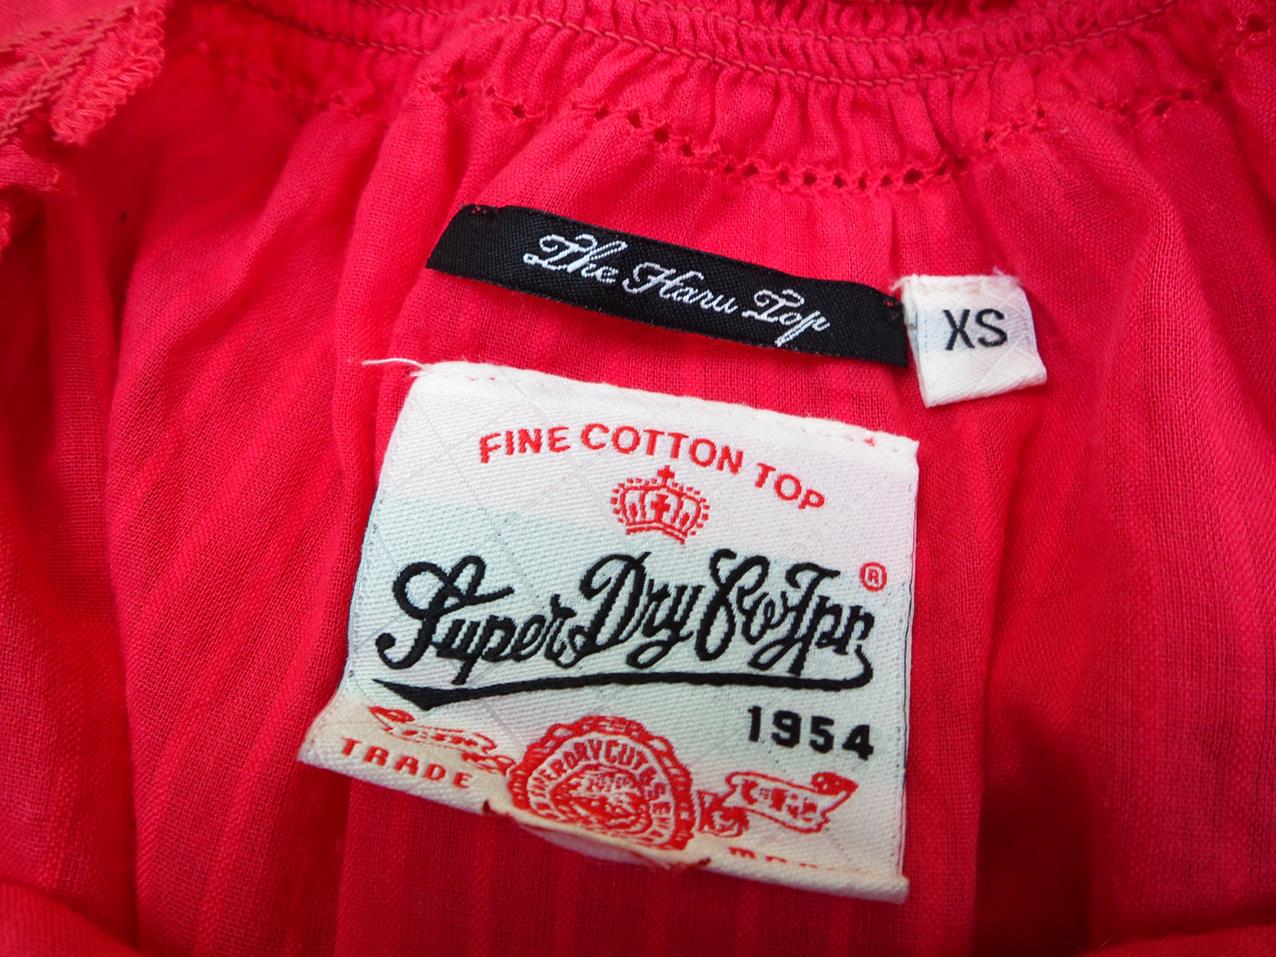 The Haru Top
XS
FINE COTTON TOP
SuperDry Co Jpn
®
1954
TRADE